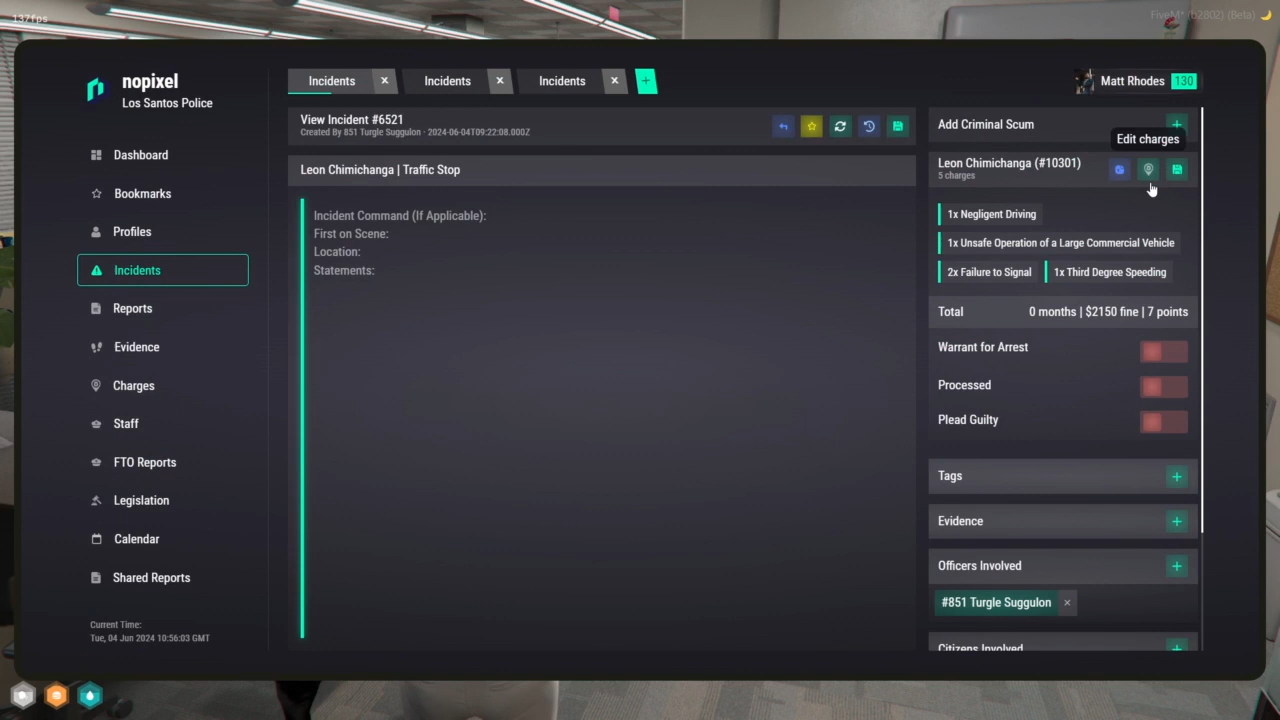 137fps
FiveM* (b2802) (Beta)
nopixel
Los Santos Police
Incidents
Incidents
Incidents
Matt Rhodes 130
Dashboard
Bookmarks
Profiles
Incidents
Reports
Evidence
Charges
Staff
FTO Reports
Legislation
Calendar
Shared Reports
Current Time:
Tue, 04 Jun 2024 10:56:03 GMT
View Incident #6521
Created By 851 Turgle Suggulon · 2024-06-04T09:22:08.000Z
Leon Chimichanga | Traffic Stop
Incident Command (If Applicable):
First on Scene:
Location:
Statements:
Add Criminal Scum
Edit charges
Leon Chimichanga (#10301)
5 charges
1x Negligent Driving
1x Unsafe Operation of a Large Commercial Vehicle
2x Failure to Signal
1x Third Degree Speeding
Total 0 months | $2150 fine | 7 points
Warrant for Arrest
Processed
Plead Guilty
Tags
Evidence
Officers Involved
#851 Turgle Suggulon
Citizens Involved